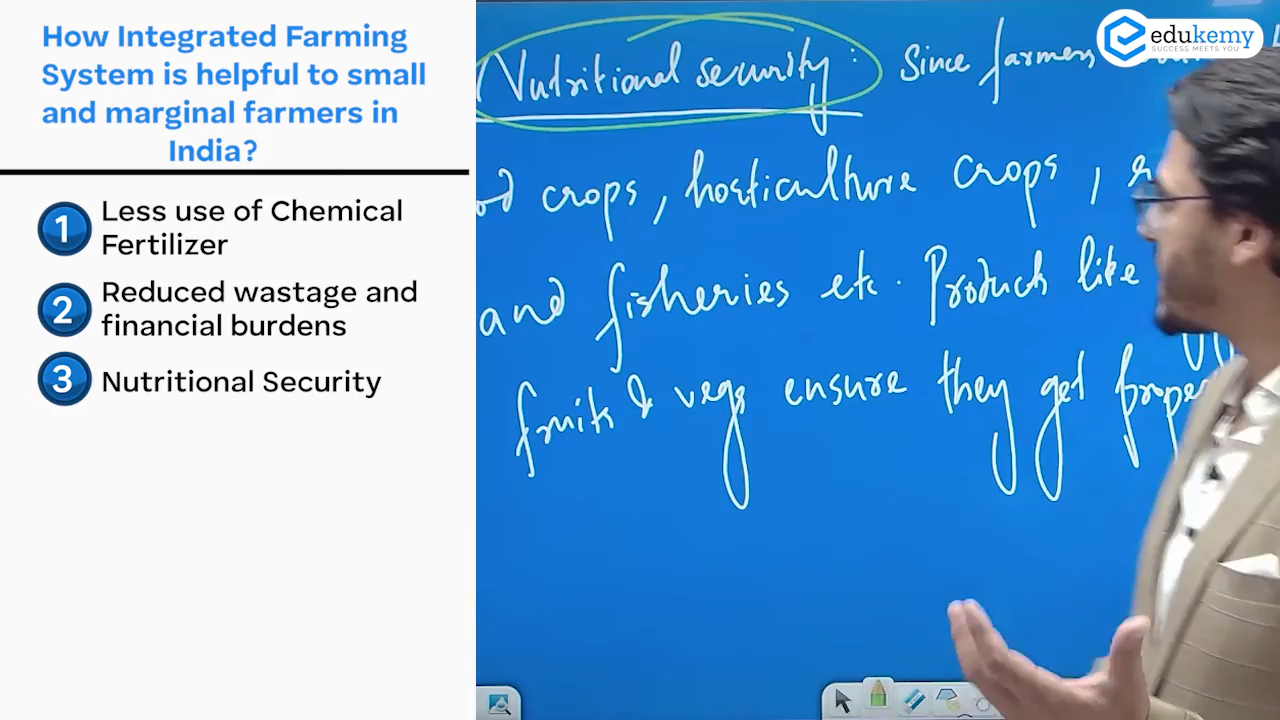 How Integrated Farming
System is helpful to small
and marginal farmers in
India?
1 Less use of Chemical
Fertilizer
2 Reduced wastage and
financial burdens
3 Nutritional Security
edukemy
SUCCESS MEETS YOU
Nutritional security: Since farmers
crops, horticulture crops,
and fisheries etc. Products like
fruits & vegs ensure they get